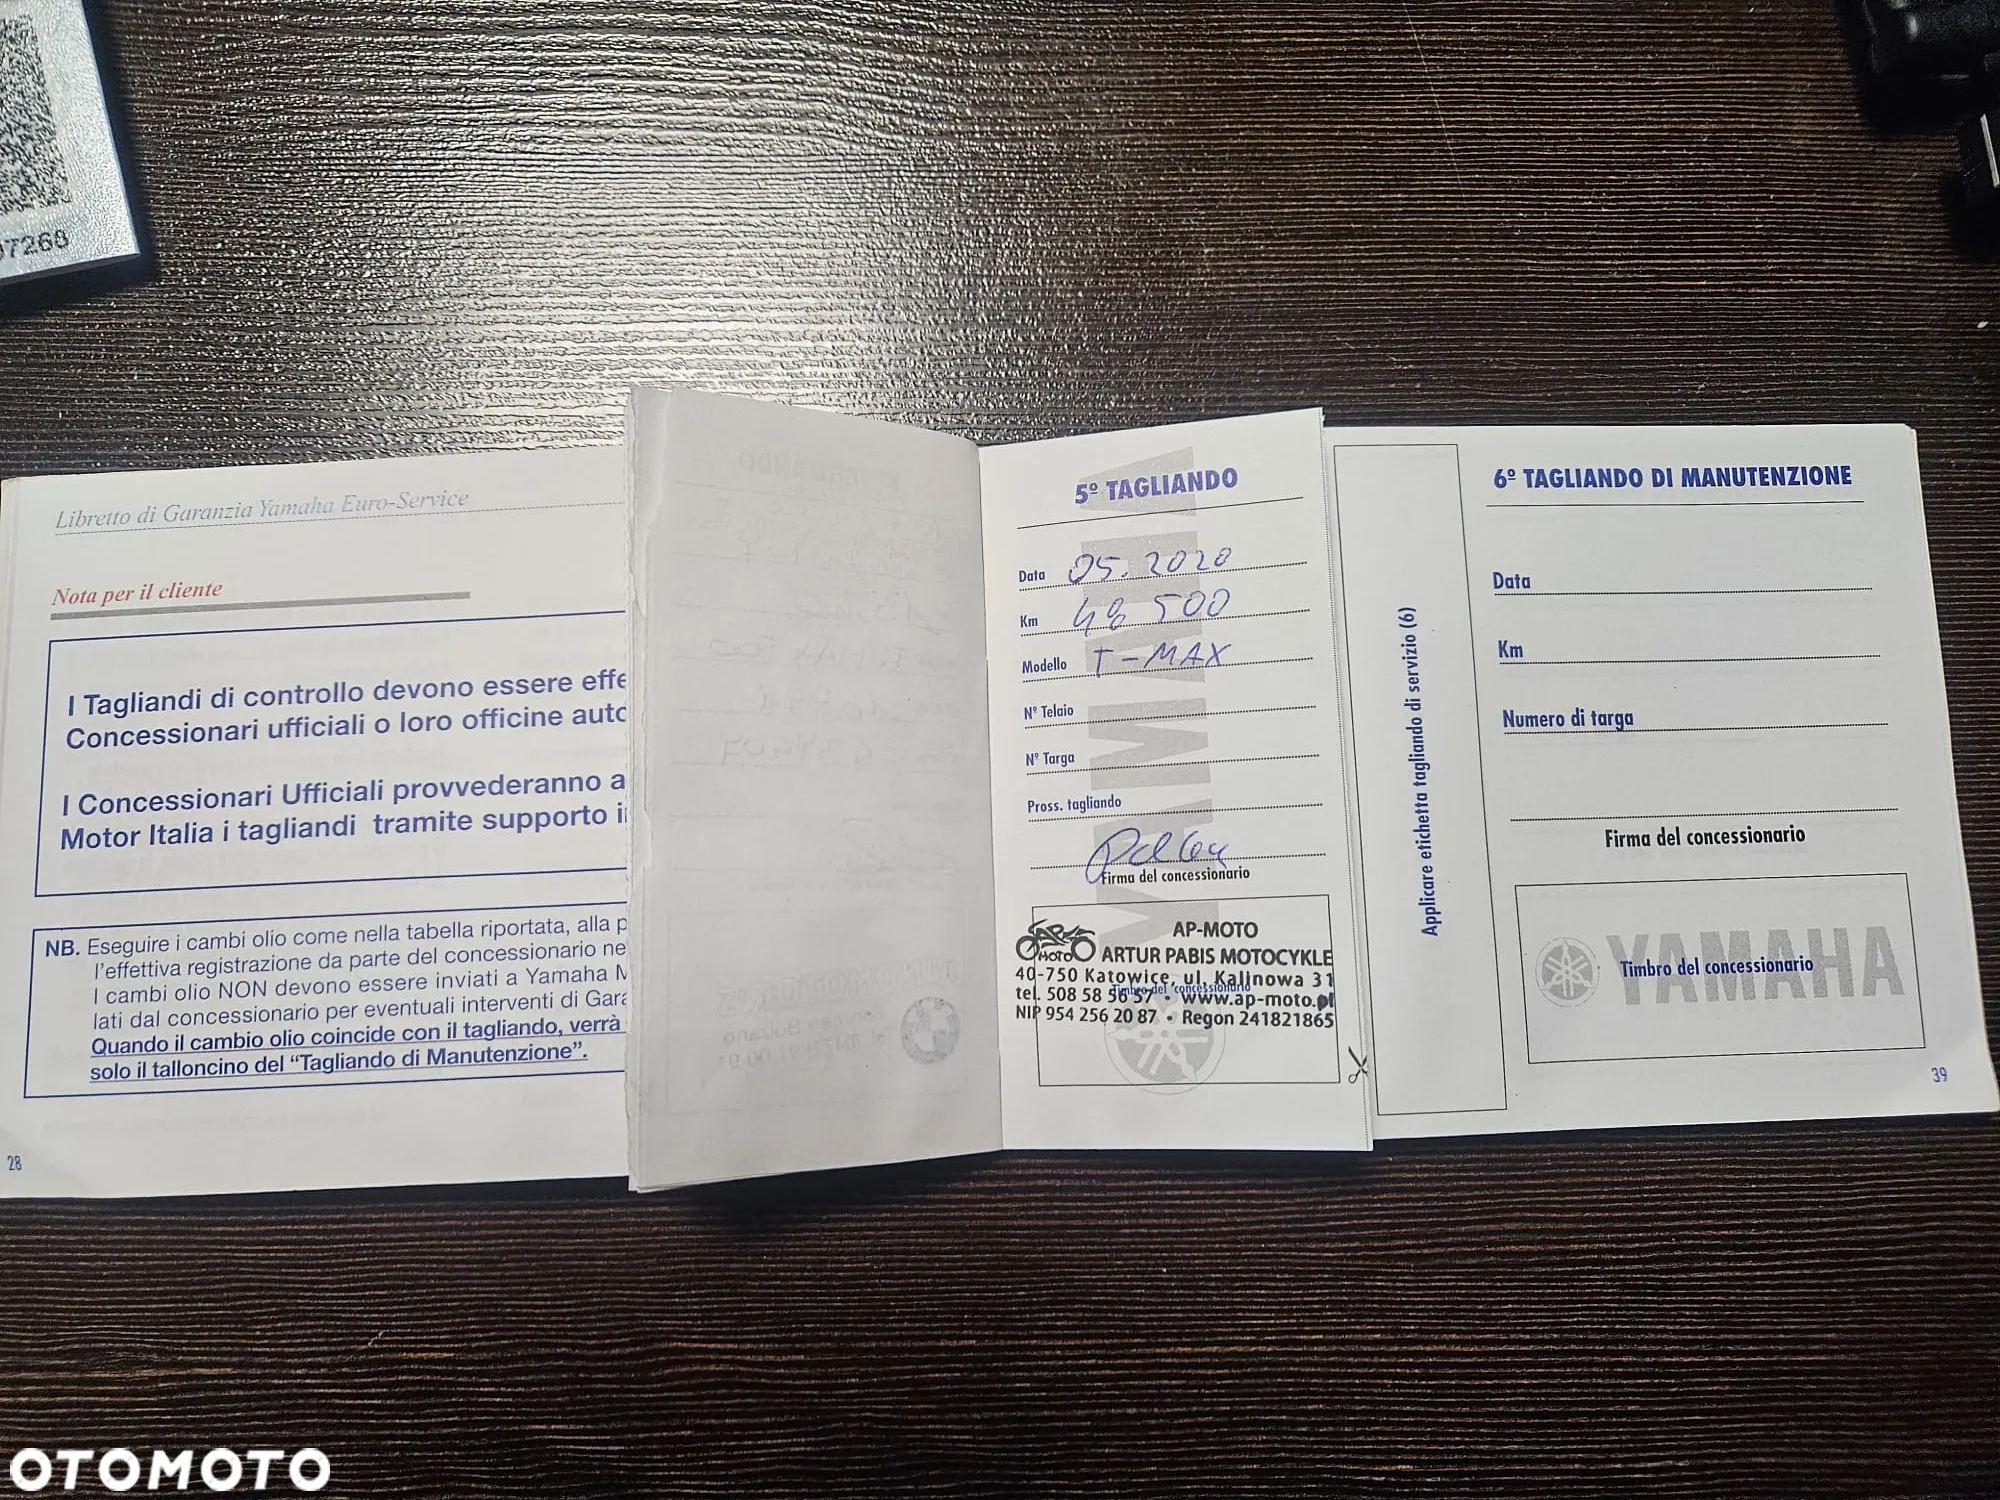 07268
Libretto di Garanzia Yamaha Euro-Service
Nota per il cliente
I Tagliandi di controllo devono essere effe
Concessionari ufficiali o loro officine auto
I Concessionari Ufficiali provvederanno a
Motor Italia i tagliandi tramite supporto i
NB. Eseguire i cambi olio come nella tabella riportata, alla p
l'effettiva registrazione da parte del concessionario ne
I cambi olio NON devono essere inviati a Yamaha M
lati dal concessionario per eventuali interventi di Gara
Quando il cambio olio coincide con il tagliando, verrà
solo il talloncino del “Tagliando di Manutenzione”.
28
5º TAGLIANDO
Data 05.2020
Km 48 500
Modello T-MAX
Nº Telaio
Nº Targa
Pross. tagliando
Firma del concessionario
YAMAHA
AP-MOTO
ARTUR PABIS MOTOCYKLE
40-750 Katowice, ul. Kalinowa 31
Timbro del concessionario
tel. 508 58 56 57 • www.ap-moto.pl
NIP 954 256 20 87 • Regon 241821865
Applicare etichetta tagliando di servizio (6)
6º TAGLIANDO DI MANUTENZIONE
Data
Km
Numero di targa
Firma del concessionario
YAMAHA
Timbro del concessionario
39
OTOMOTO